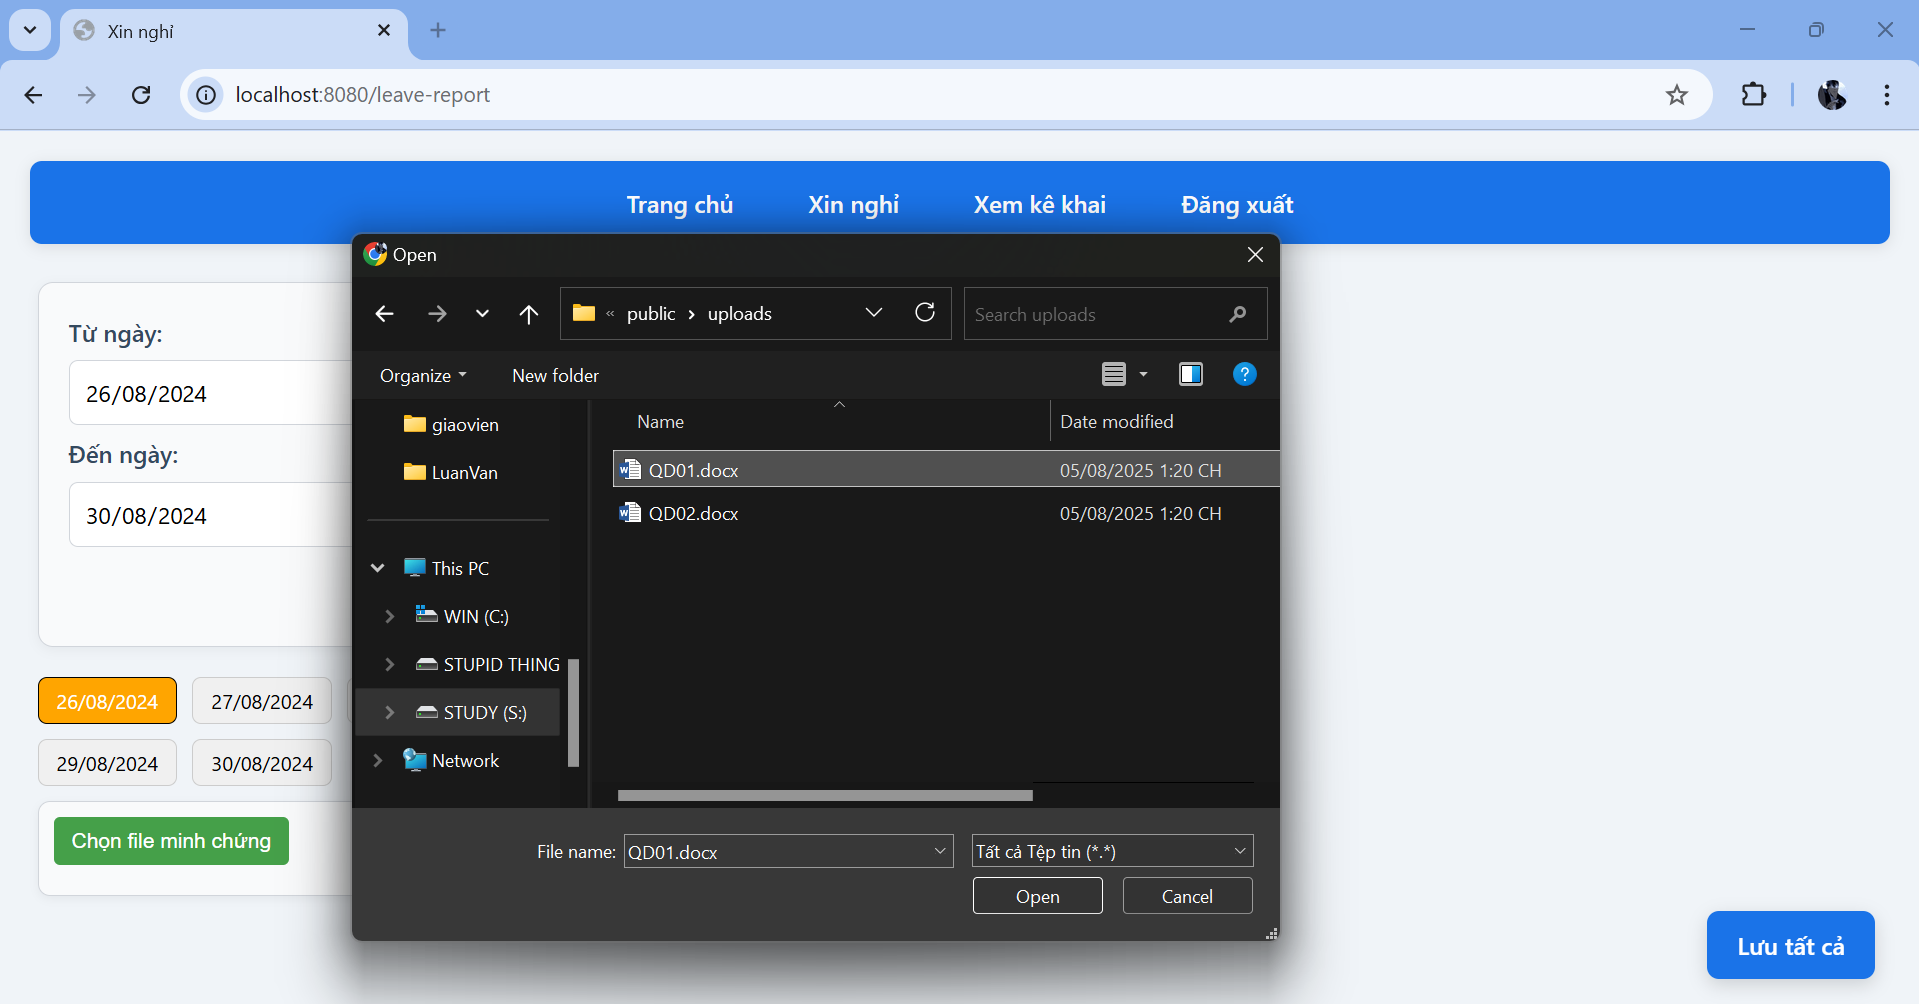 Xin nghỉ
localhost:8080/leave-report
Trang chủ Xin nghỉ Xem kê khai Đăng xuất
Từ ngày:
26/08/2024
Đến ngày:
30/08/2024
26/08/2024 27/08/2024
29/08/2024 30/08/2024
Chọn file minh chứng
Open
« public › uploads
Search uploads
Organize New folder
?
giaovien
LuanVan
This PC
WIN (C:)
STUPID THING
STUDY (S:)
Network
Name Date modified
QD01.docx 05/08/2025 1:20 CH
QD02.docx 05/08/2025 1:20 CH
File name: QD01.docx Tất cả Tệp tin (*.*)
Open Cancel
Lưu tất cả